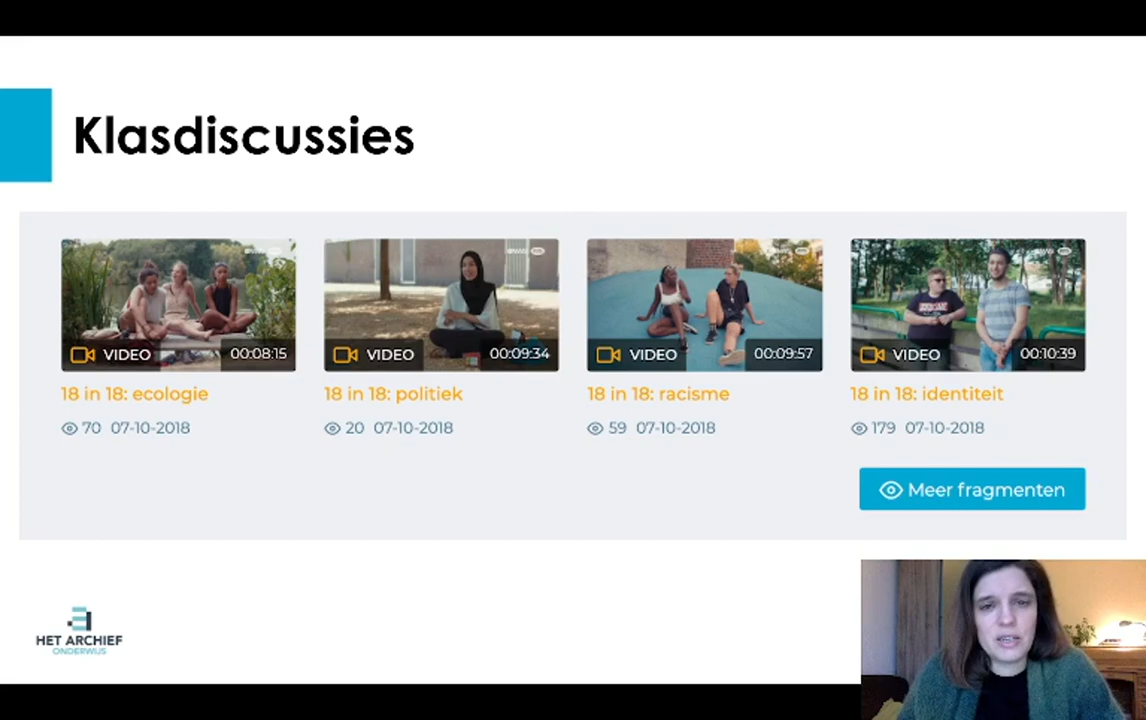 Klasdiscussies
VIDEO 00:08:15
VIDEO 00:09:34
VIDEO 00:09:57
VIDEO 00:10:39
18 in 18: ecologie
18 in 18: politiek
18 in 18: racisme
18 in 18: identiteit
70 07-10-2018
20 07-10-2018
59 07-10-2018
179 07-10-2018
Meer fragmenten
HET ARCHIEF
ONDERWIJS